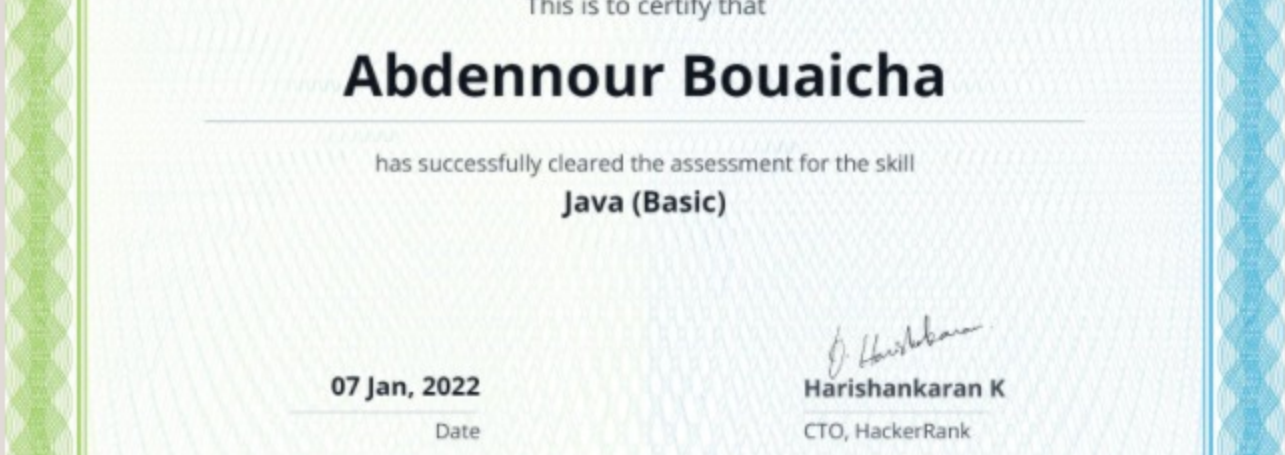 This is to certify that
Abdennour Bouaicha
has successfully cleared the assessment for the skill
Java (Basic)
07 Jan, 2022
Harishankaran K
Date
CTO, HackerRank